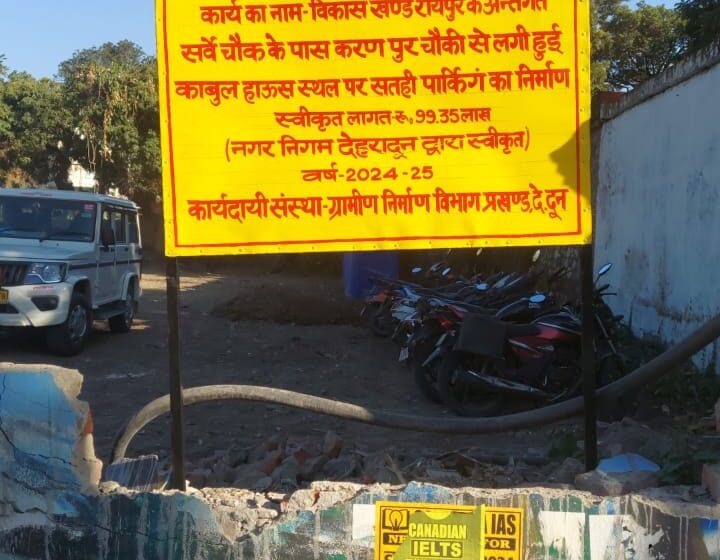 कार्य का नाम- विकास खण्ड रायपुर के अन्तर्गत
सर्वे चौक के पास करण पुर चौकी से लगी हुई
काबुल हाऊस स्थल पर सतही पार्किगं का निर्माण
स्वीकृत लागत रु, 99.35 लाख
(नगर निगम देहरादून द्वारा स्वीकृत)
वर्ष-2024-25
कार्यदायी संस्था-ग्रामीण निर्माण विभाग प्रखण्ड,दे,दून
CANADIAN
IELTS
IAS